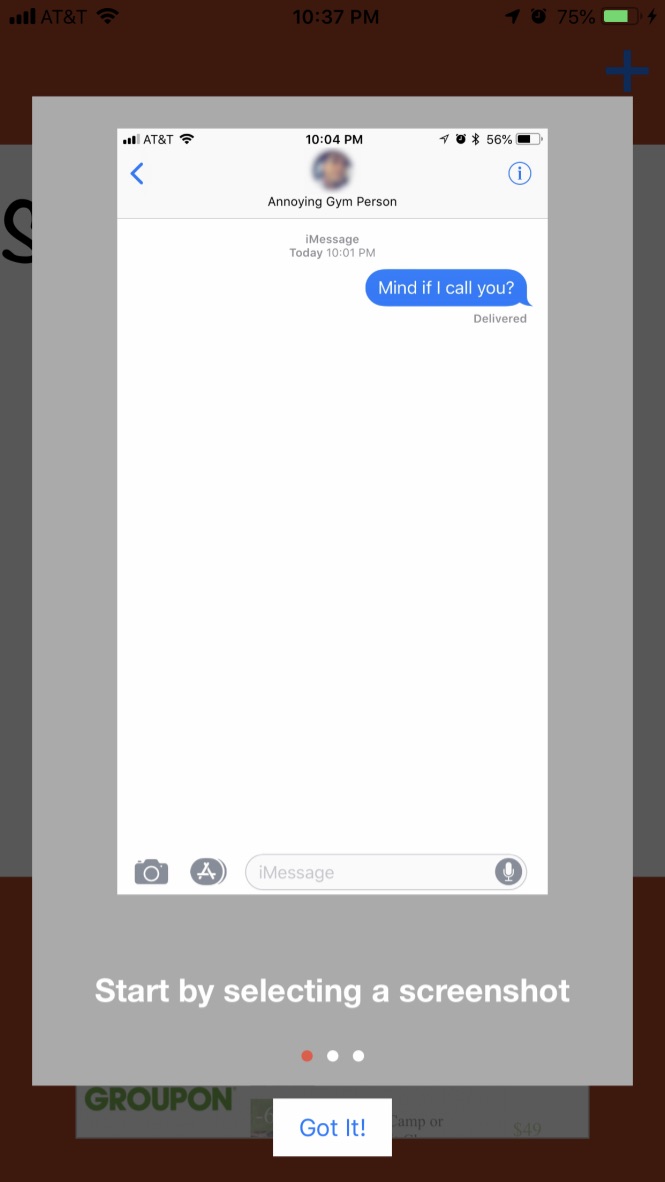 AT&T 10:37 PM 75%
AT&T 10:04 PM 56%
Annoying Gym Person
iMessage
Today 10:01 PM
Mind if I call you?
Delivered
iMessage
Start by selecting a screenshot
GROUPON
Camp or
$49
Got It!